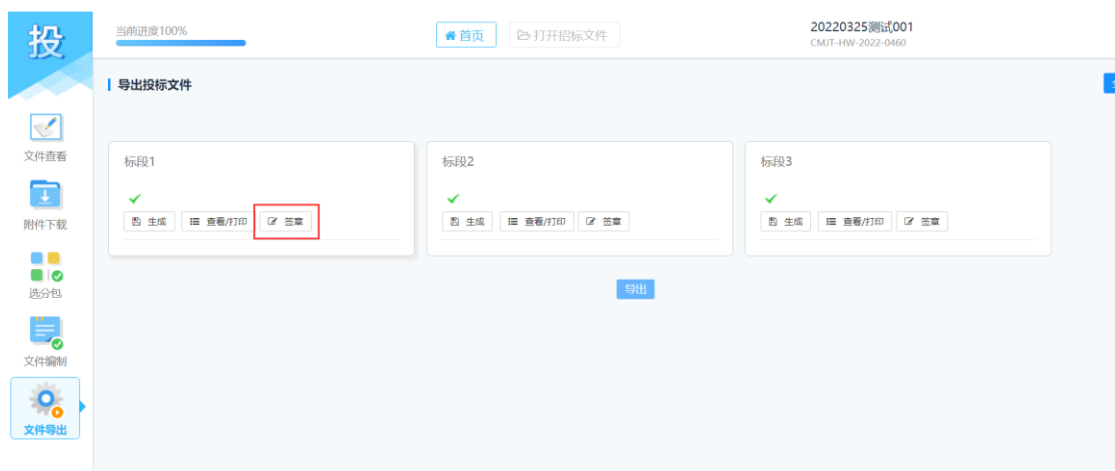 投
当前进度100%
首页
打开招标文件
20220325测试001
CMJT-HW-2022-0460
导出投标文件
文件查看
附件下载
选分包
文件编制
文件导出
标段1
生成 查看/打印 签章
标段2
生成 查看/打印 签章
标段3
生成 查看/打印 签章
导出